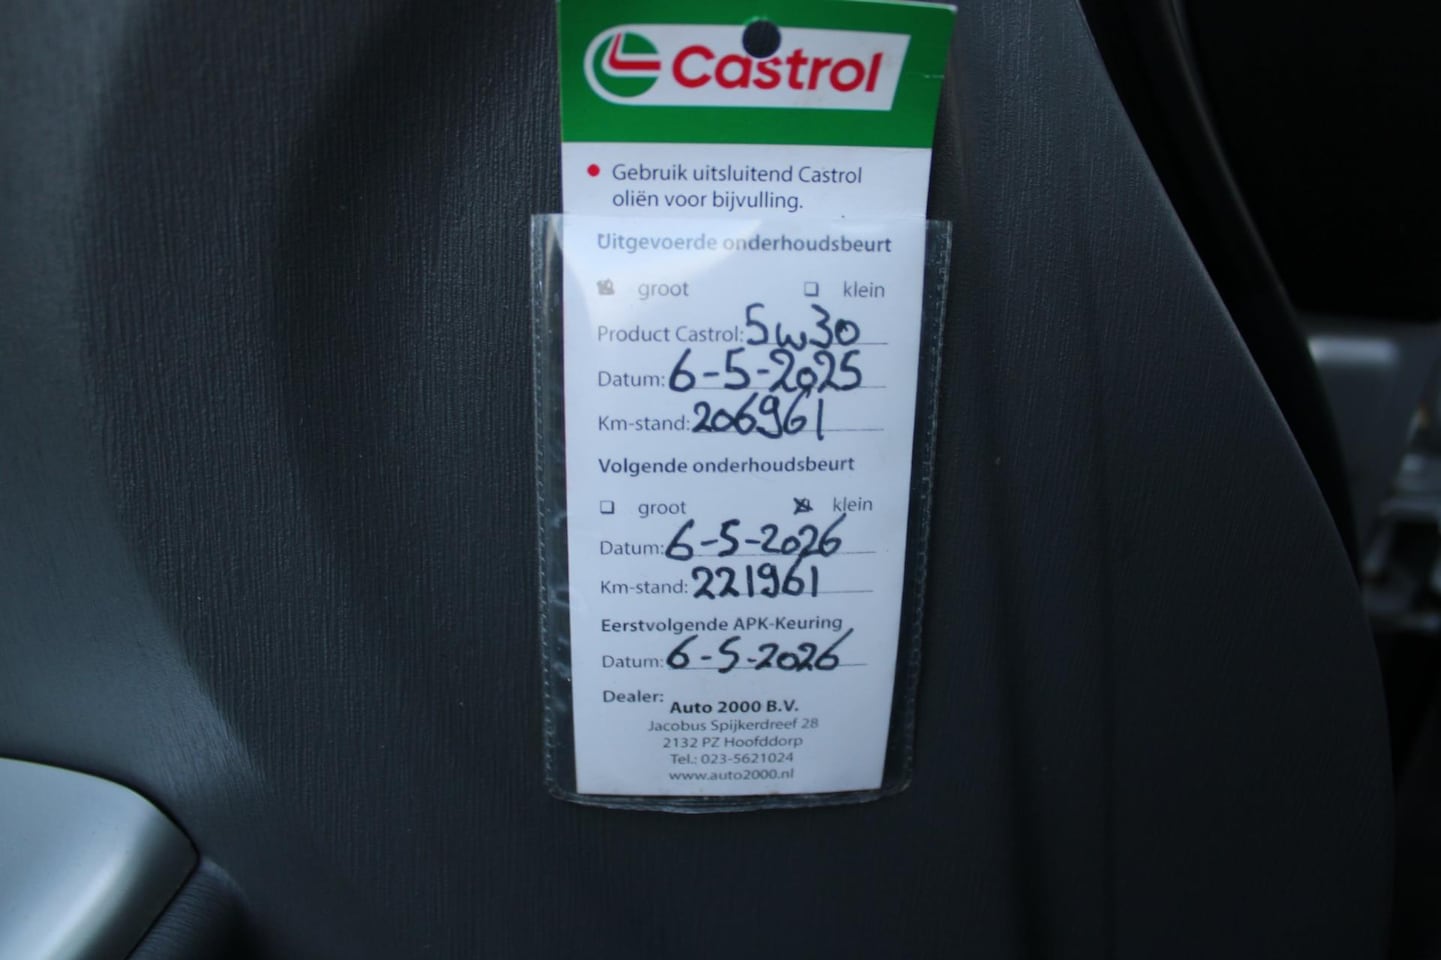 Castrol
Gebruik uitsluitend Castrol
oliën voor bijvulling.
Uitgevoerde onderhoudsbeurt
groot klein
Product Castrol: 5w30
Datum: 6-5-2025
Km-stand: 206961
Volgende onderhoudsbeurt
groot klein
Datum: 6-5-2026
Km-stand: 221961
Eerstvolgende APK-Keuring
Datum: 6-5-2026
Dealer: Auto 2000 B.V.
Jacobus Spijkerdreef 28
2132 PZ Hoofddorp
Tel.: 023-5621024
www.auto2000.nl